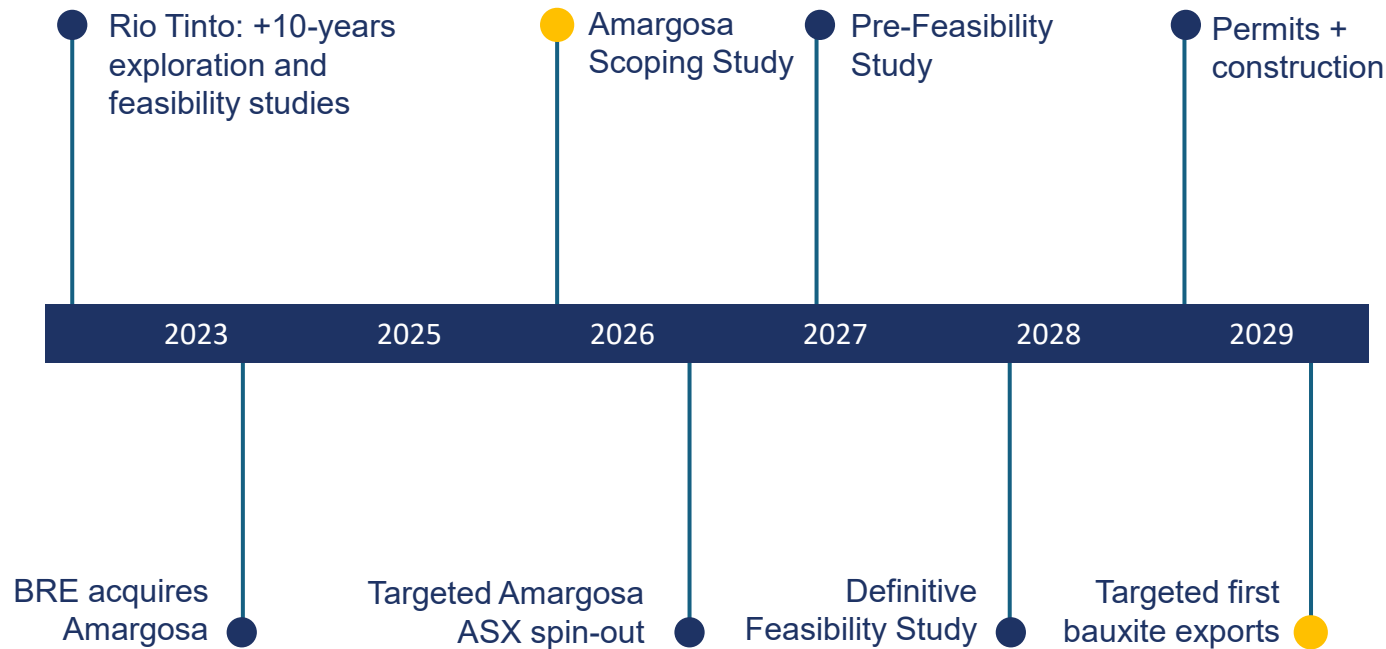 Rio Tinto: +10-years
exploration and
feasibility studies
Amargosa
Scoping Study
Pre-Feasibility
Study
Permits +
construction
2023
2025
2026
2027
2028
2029
BRE acquires
Amargosa
Targeted Amargosa
ASX spin-out
Definitive
Feasibility Study
Targeted first
bauxite exports